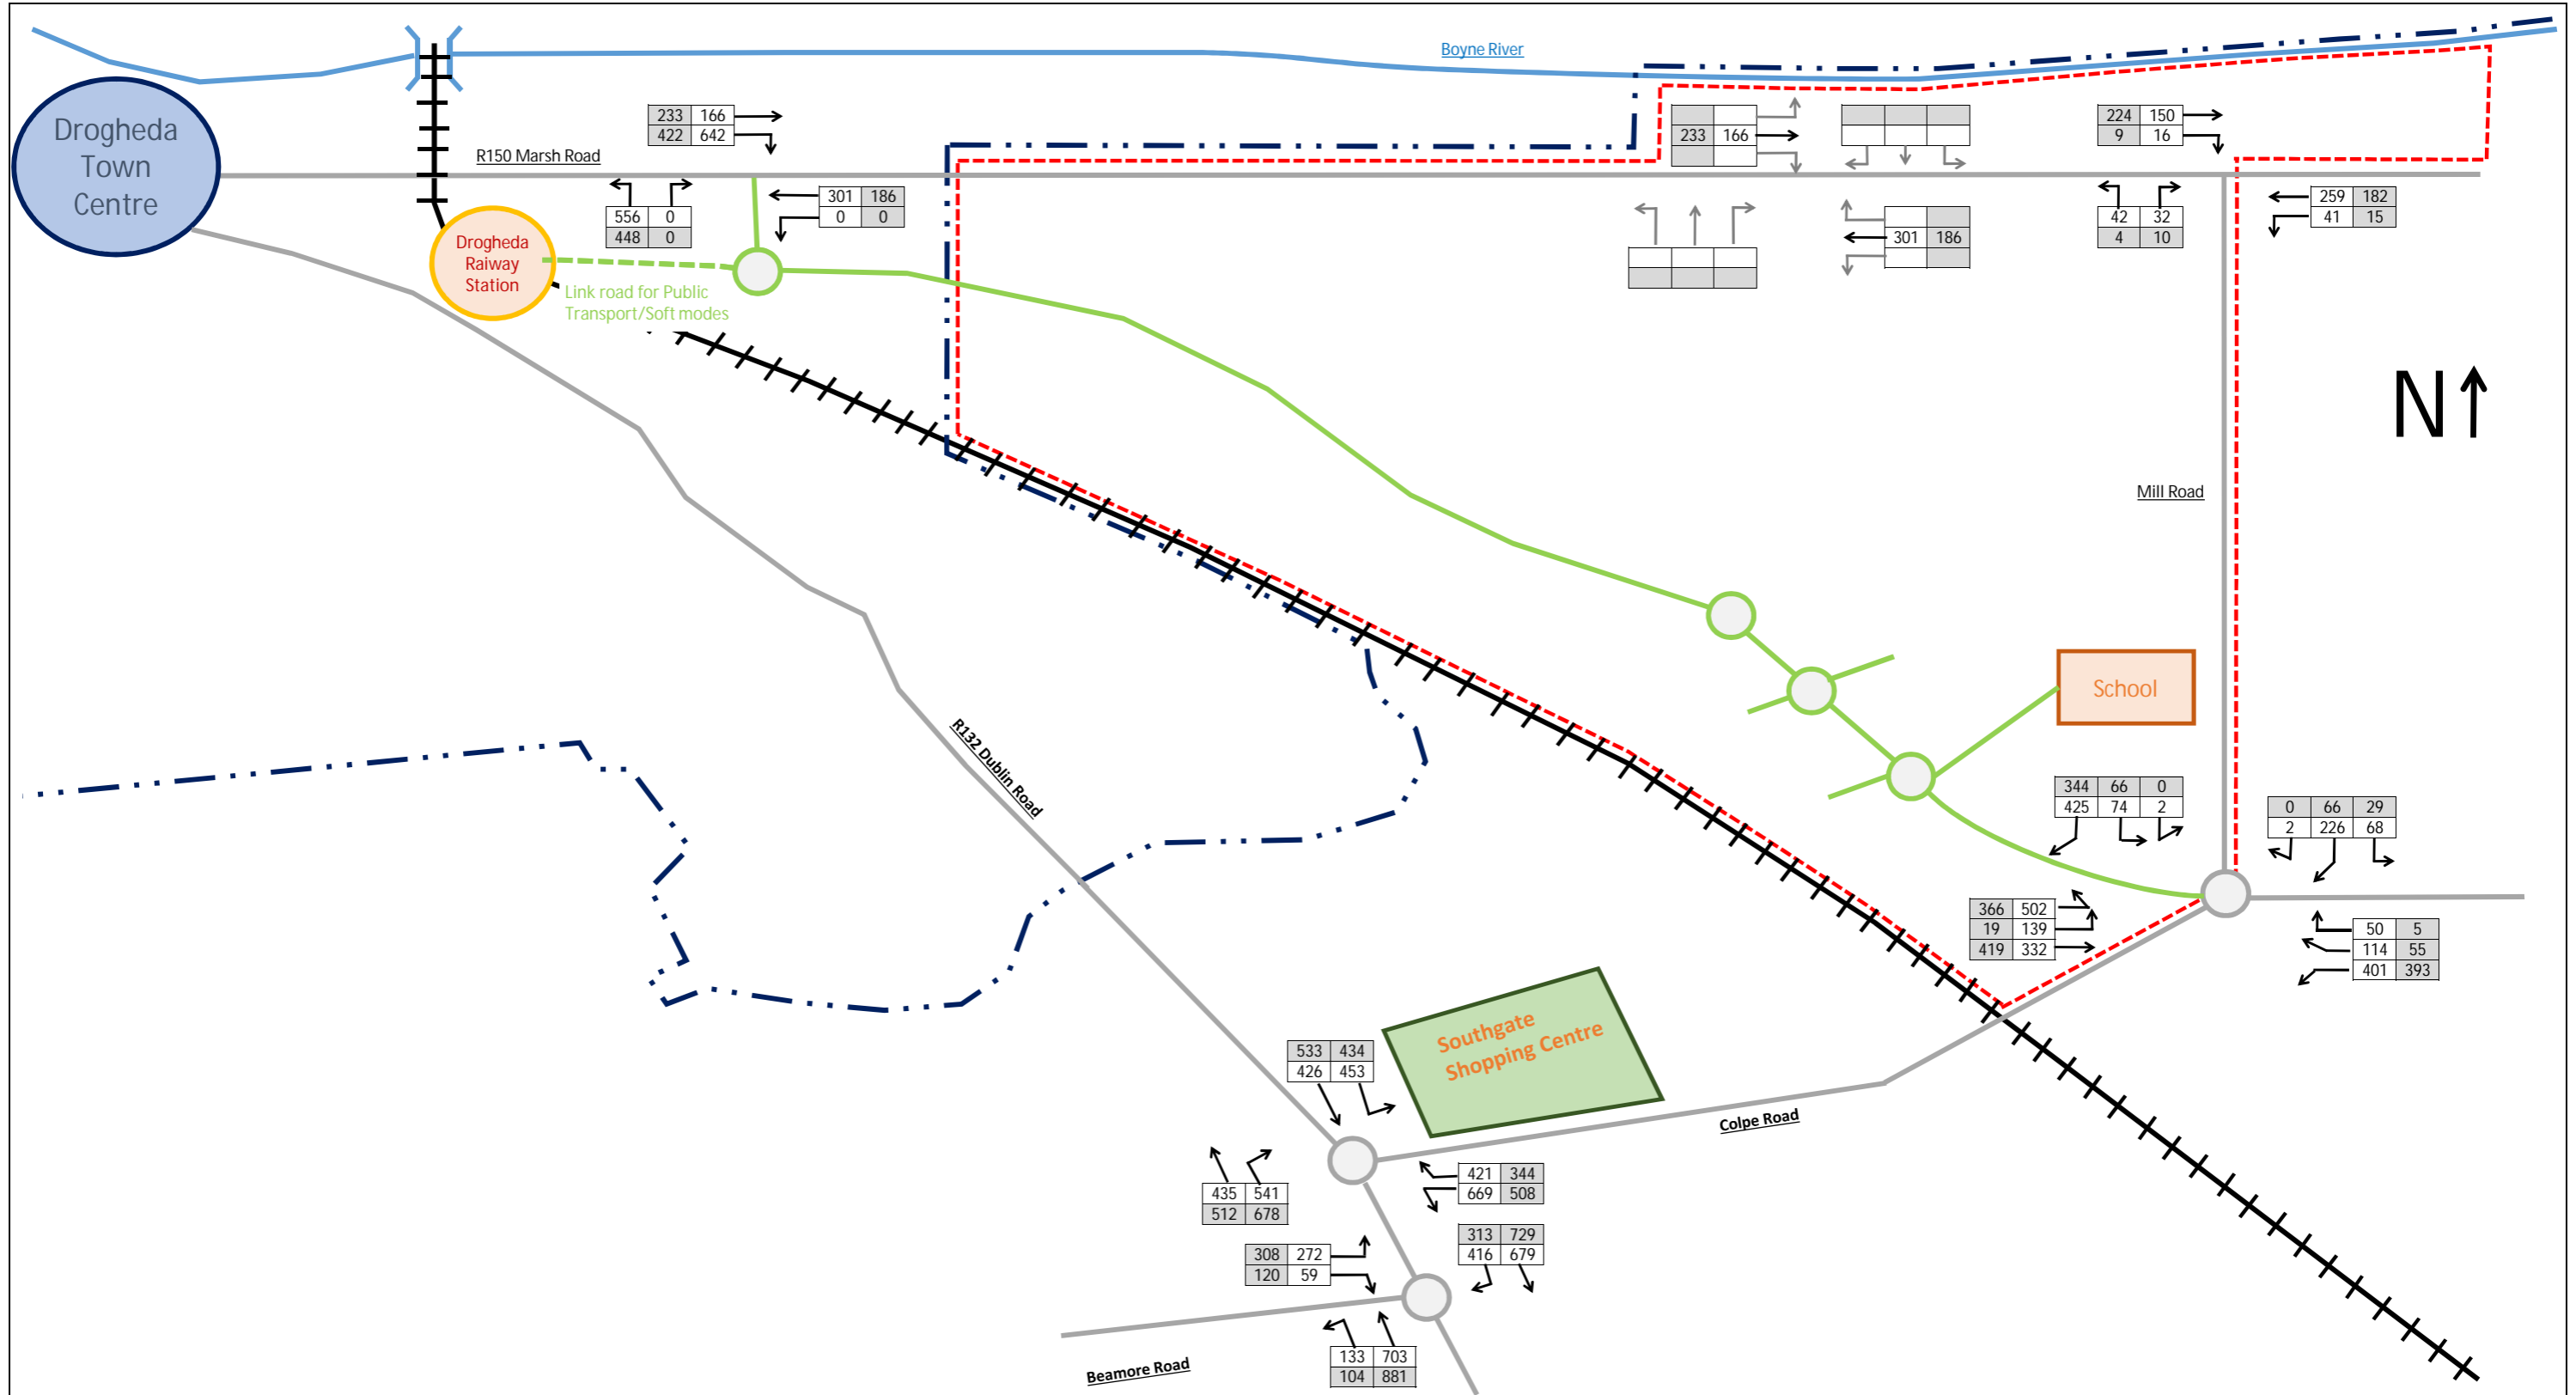 Boyne River
Drogheda
Town
Centre
233 166
422 642
R150 Marsh Road
233 166
224 150
9 16
556 0
448 0
301 186
0 0
301 186
42 32
4 10
259 182
41 15
Drogheda
Raiway
Station
Link road for Public
Transport/Soft modes
N
Mill Road
School
R132 Dublin Road
344 66 0
425 74 2
0 66 29
2 226 68
366 502
19 139
419 332
50 5
114 55
401 393
Southgate
Shopping Centre
533 434
426 453
Colpe Road
435 541
512 678
421 344
669 508
308 272
120 59
313 729
416 679
133 703
104 881
Beamore Road